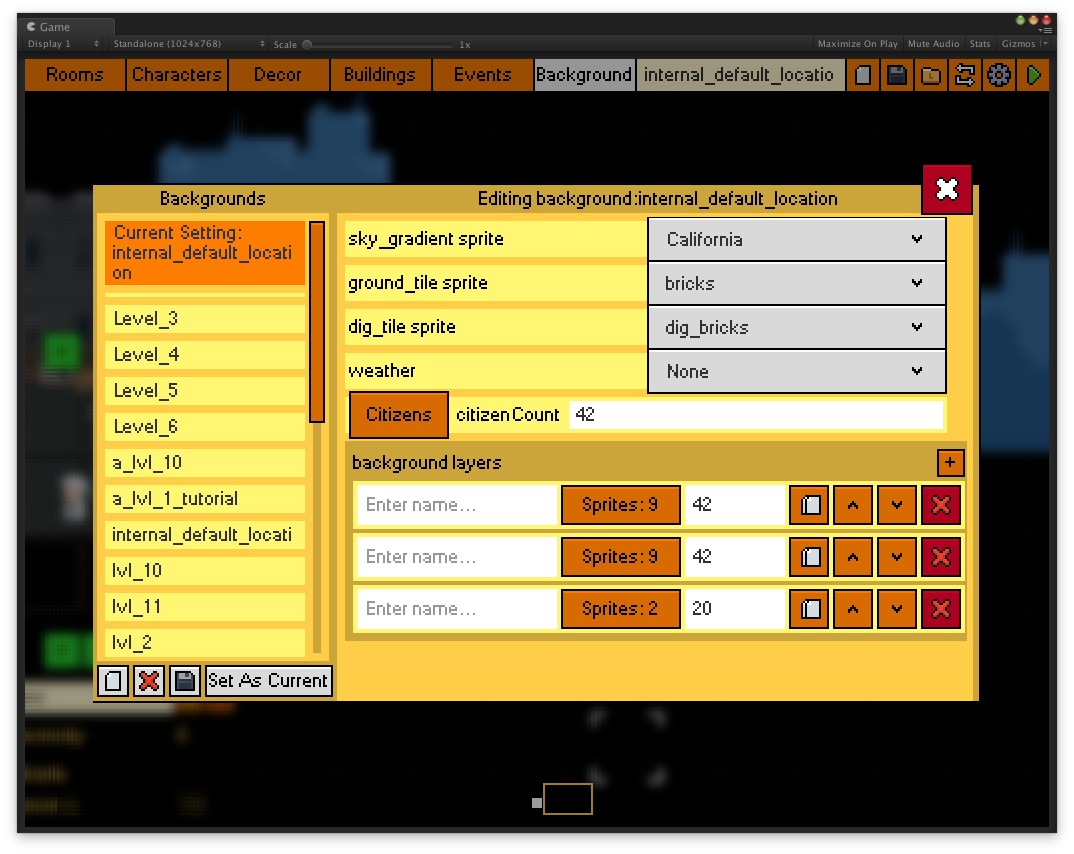 Game
Display 1 Standalone (1024x768) Scale 1x Maximize On Play Mute Audio Stats Gizmos
Rooms Characters Decor Buildings Events Background internal_default_locatio
Backgrounds
Editing background:internal_default_location
Current Setting:
internal_default_locati
on
Level_3
Level_4
Level_5
Level_6
a_lvl_10
a_lvl_1_tutorial
internal_default_locati
lvl_10
lvl_11
lvl_2
Set As Current
sky_gradient sprite California
ground_tile sprite bricks
dig_tile sprite dig_bricks
weather None
Citizens citizenCount 42
background layers +
Enter name... Sprites: 9 42
Enter name... Sprites: 9 42
Enter name... Sprites: 2 20